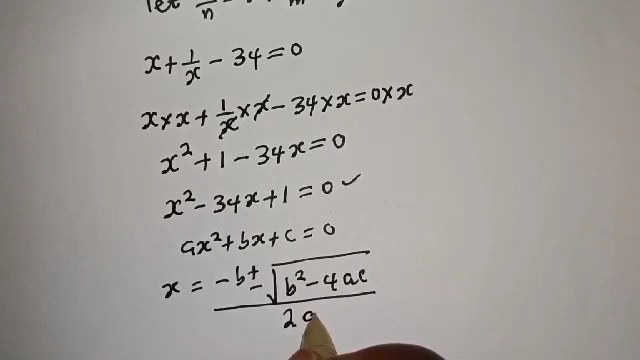 let
n
m
x + 1/x - 34 = 0
x × x + 1/x × x - 34 × x = 0 × x
x² + 1 - 34x = 0
x² - 34x + 1 = 0 ✓
ax² + bx + c = 0
x = -b ± √(b² - 4ac)
2a